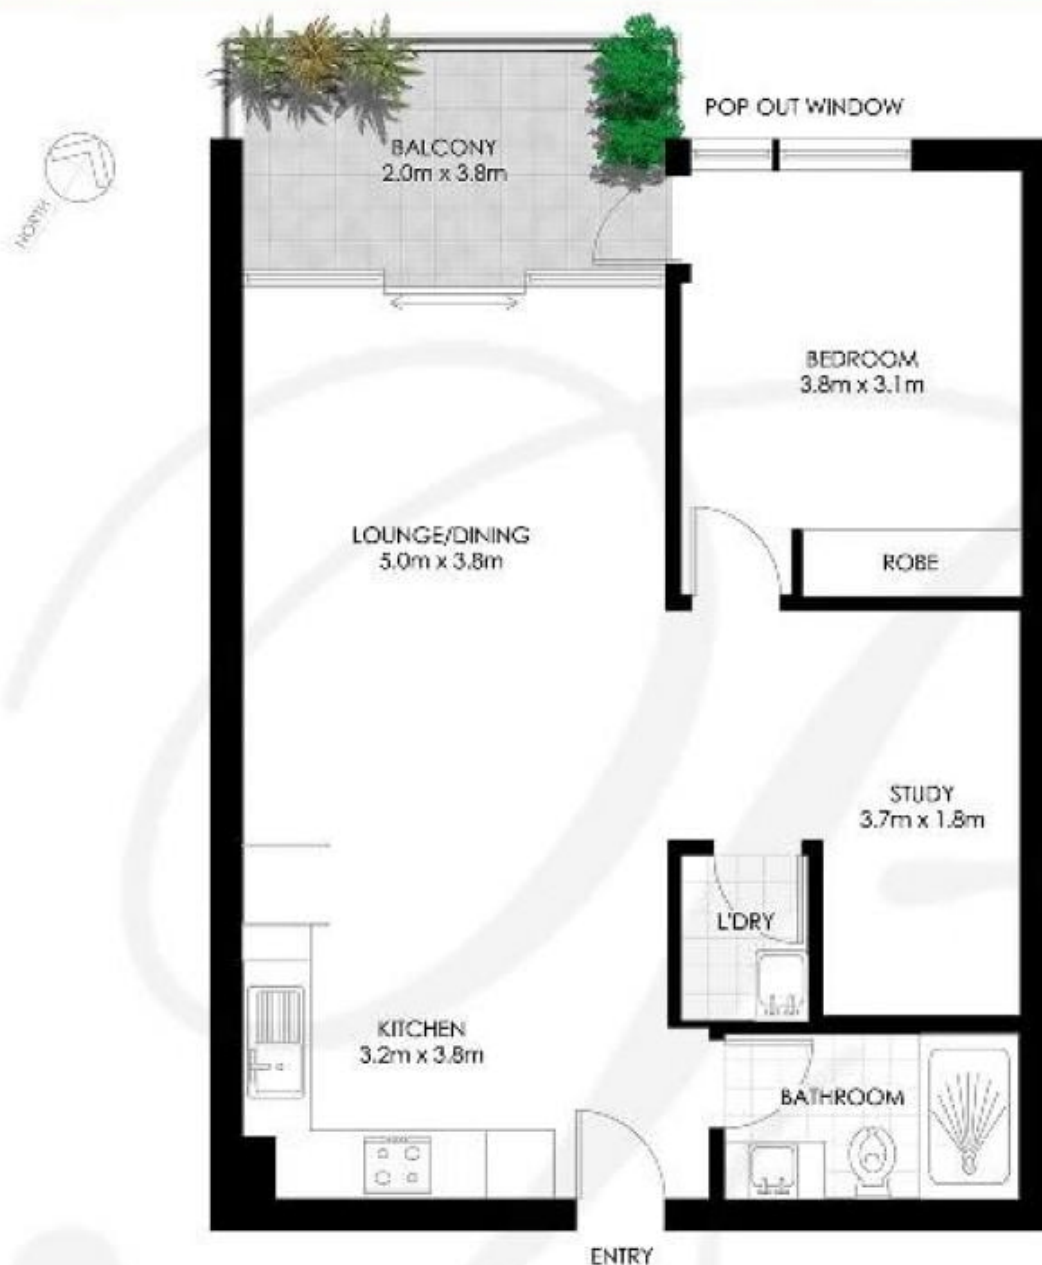 POP OUT WINDOW
BALCONY
2.0m x 3.8m
NORTH
BEDROOM
3.8m x 3.1m
LOUNGE/DINING
5.0m x 3.8m
ROBE
STUDY
3.7m x 1.8m
L'DRY
KITCHEN
3.2m x 3.8m
BATHROOM
ENTRY